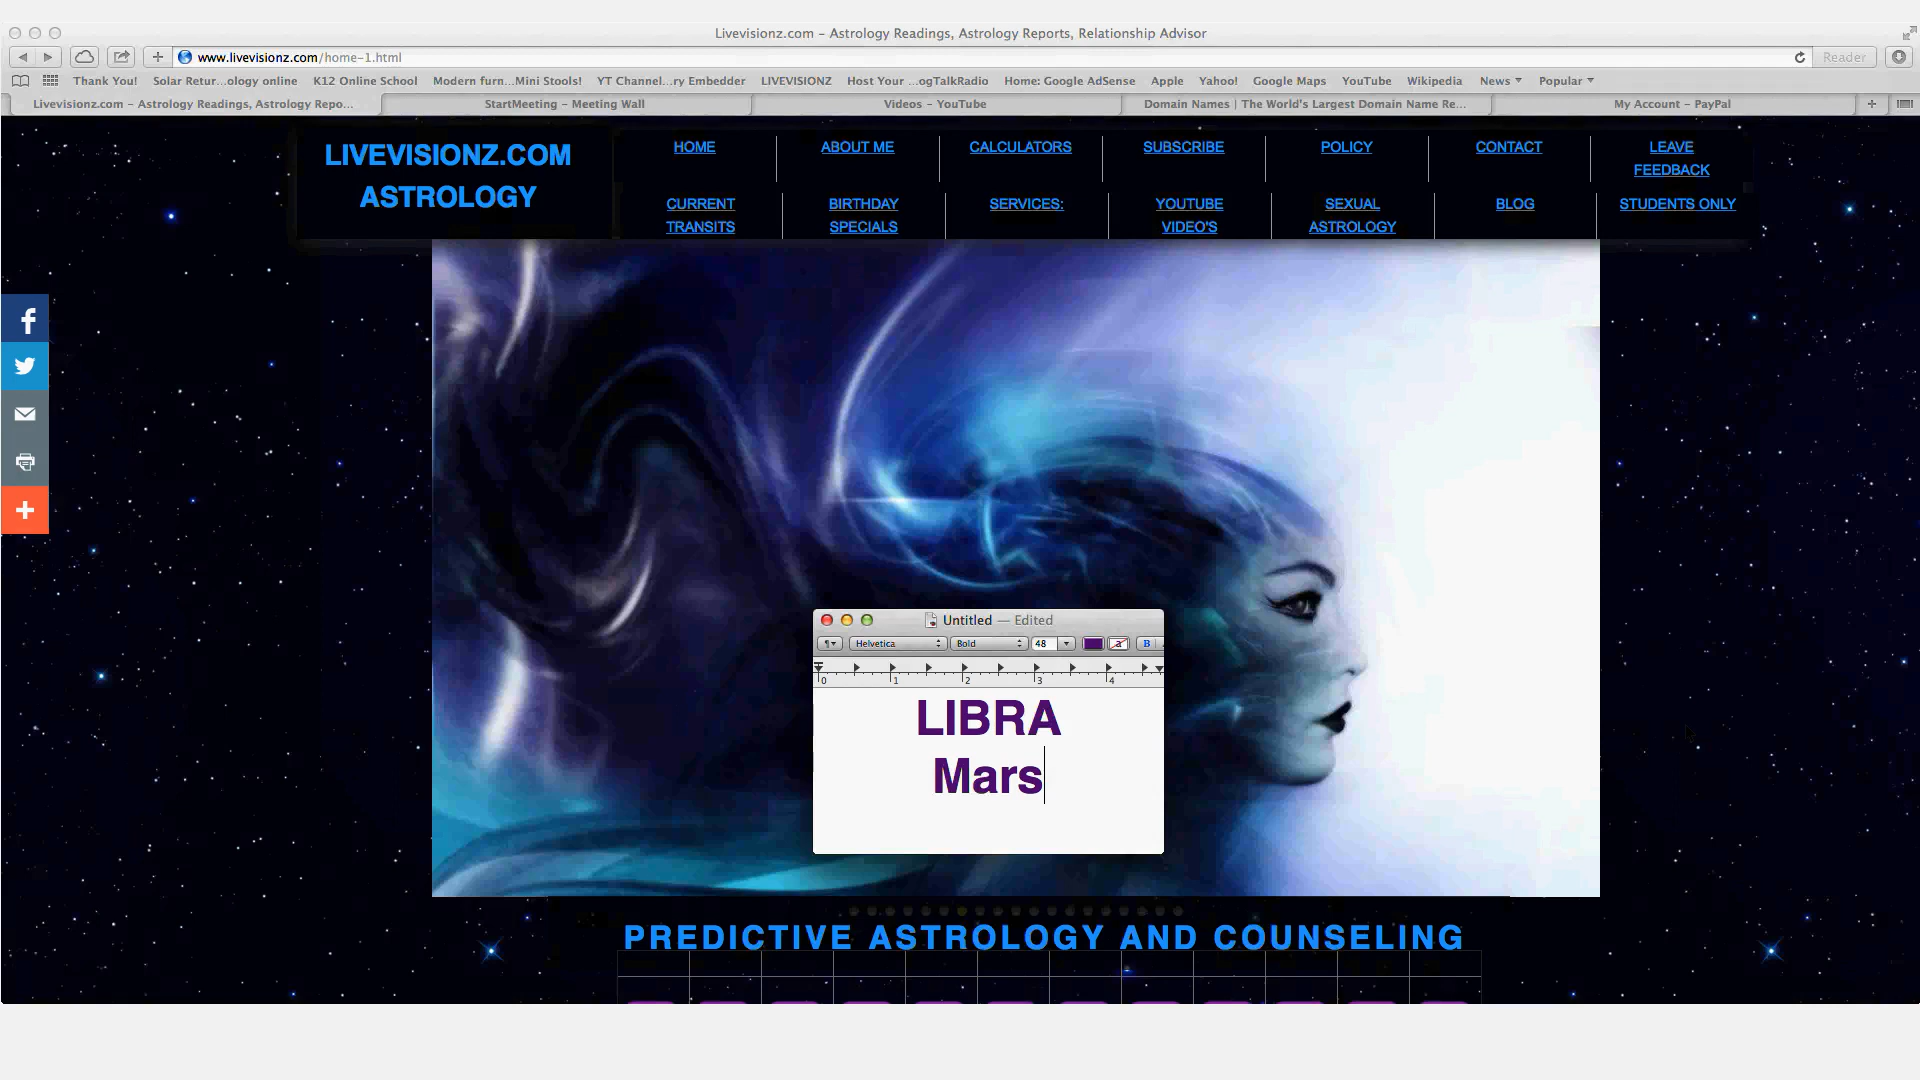 Livevisionz.com – Astrology Readings, Astrology Reports, Relationship Advisor
www.livevisionz.com/home-1.html
Reader
Thank You! Solar Retur...ology online K12 Online School Modern furn...Mini Stools! YT Channel...ry Embedder LIVEVISIONZ Host Your ...ogTalkRadio Home: Google AdSense Apple Yahoo! Google Maps YouTube Wikipedia News Popular
Livevisionz.com – Astrology Readings, Astrology Repo... StartMeeting – Meeting Wall Videos – YouTube Domain Names | The World's Largest Domain Name Re... My Account – PayPal
LIVEVISIONZ.COM
ASTROLOGY
HOME ABOUT ME CALCULATORS SUBSCRIBE POLICY CONTACT LEAVE
FEEDBACK
CURRENT BIRTHDAY SERVICES: YOUTUBE SEXUAL BLOG STUDENTS ONLY
TRANSITS SPECIALS VIDEO'S ASTROLOGY
Untitled — Edited
Helvetica Bold 48 a B
0 1 2 3 4
LIBRA
Mars
PREDICTIVE ASTROLOGY AND COUNSELING